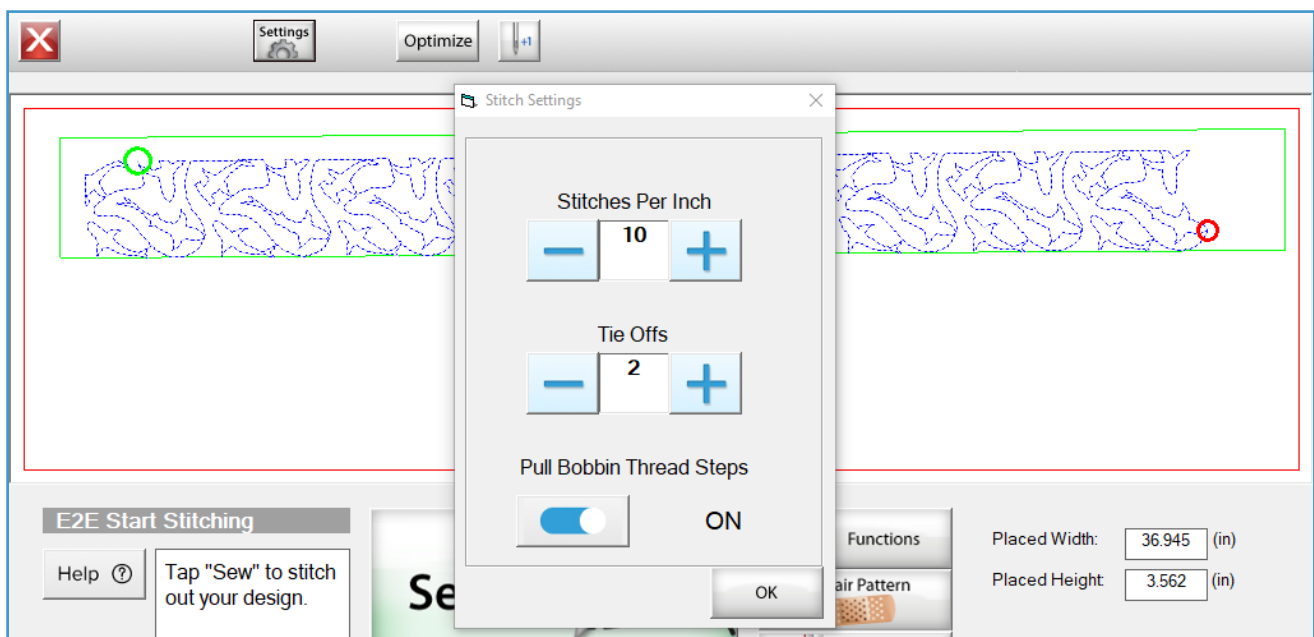 Settings
Optimize
+1
Stitch Settings
Stitches Per Inch
10
Tie Offs
2
Pull Bobbin Thread Steps
ON
OK
E2E Start Stitching
Help ?
Tap "Sew" to stitch
out your design.
Se
Functions
air Pattern
Placed Width: 36.945 (in)
Placed Height: 3.562 (in)